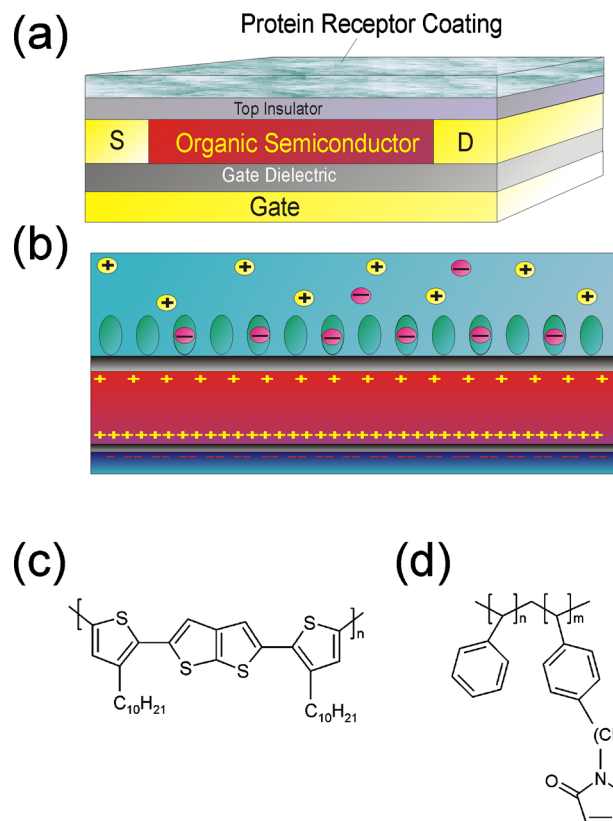 (a)
Protein Receptor Coating
Top Insulator
S Organic Semiconductor D
Gate Dielectric
Gate
(b)
+ + + − +
+ + − + +
− − − − − −
+ + + + + + + + + + + + + + +
(c)
(d)
S S
]n
S S
C10H21 C10H21
[ ]n [ ]m
(C
N
O